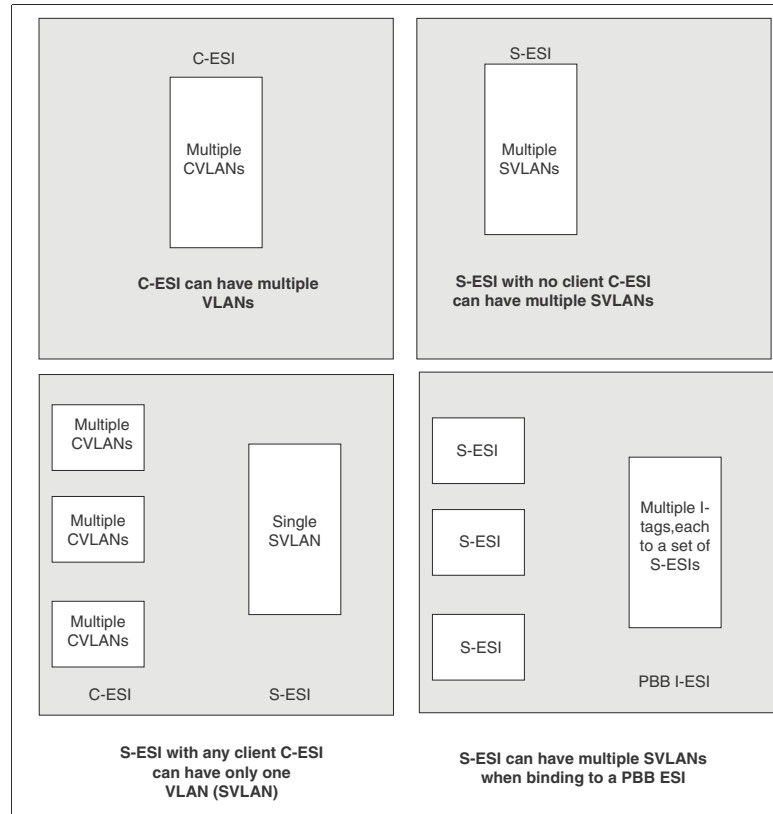 C-ESI
Multiple
CVLANs
C-ESI can have multiple
VLANs
S-ESI
Multiple
SVLANs
S-ESI with no client C-ESI
can have multiple SVLANs
Multiple
CVLANs
Multiple
CVLANs
Multiple
CVLANs
C-ESI
Single
SVLAN
S-ESI
S-ESI with any client C-ESI
can have only one
VLAN (SVLAN)
S-ESI
S-ESI
S-ESI
Multiple I-
tags,each
to a set of
S-ESIs
PBB I-ESI
S-ESI can have multiple SVLANs
when binding to a PBB ESI